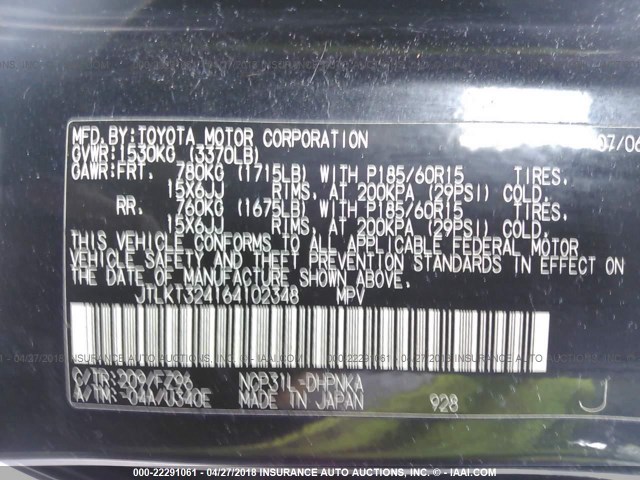 MFD.BY:TOYOTA MOTOR CORPORATION 07/06
GVWR:1530KG (3370LB)
GAWR:FRT. 780KG (1715LB) WITH P185/60R15 TIRES,
15X6JJ RIMS, AT 200KPA (29PSI) COLD.
RR. 760KG (1675LB) WITH P185/60R15 TIRES,
15X6JJ RIMS, AT 200KPA (29PSI) COLD.
THIS VEHICLE CONFORMS TO ALL APPLICABLE FEDERAL MOTOR
VEHICLE SAFETY AND THEFT PREVENTION STANDARDS IN EFFECT ON
THE DATE OF MANUFACTURE SHOWN ABOVE.
JTLKT324164102348 MPV
C/TR:209/FZ06 NCP31L-DHPNKA
A/TM:-04A/U340E MADE IN JAPAN 928 J
000-22291061 - 04/27/2018 INSURANCE AUTO AUCTIONS, INC. - IAAI.COM